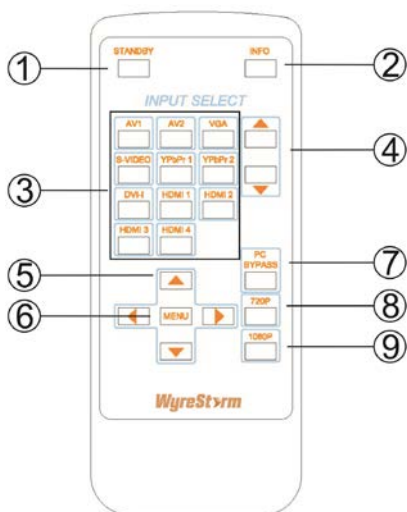 STANDBY
INFO
1
2
INPUT SELECT
AV1 AV2 VGA
S-VIDEO YPbPr 1 YPbPr 2
3
4
DVI-I HDMI 1 HDMI 2
HDMI 3 HDMI 4
5
PC
BYPASS
7
6
MENU
720P
8
1080P
9
WyreStorm